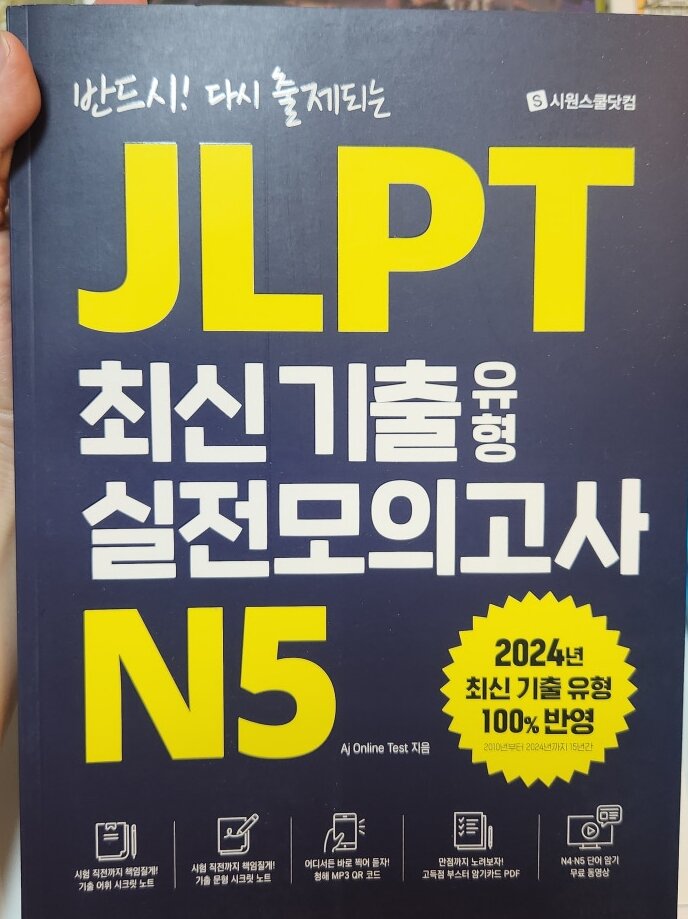 반드시! 다시 출제되는
S 시원스쿨닷컴
JLPT
최신 기출 유형
실전모의고사
N5
Aj Online Test 지음
2024년
최신 기출 유형
100% 반영
2010년부터 2024년까지 15년간
시험 직전까지 책임질게!
기출 어휘 시크릿 노트
시험 직전까지 책임질게!
기출 문형 시크릿 노트
어디서든 바로 찍어 듣자!
청해 MP3 QR 코드
만점까지 노려보자!
고득점 부스터 암기카드 PDF
N4·N5 단어 암기
무료 동영상